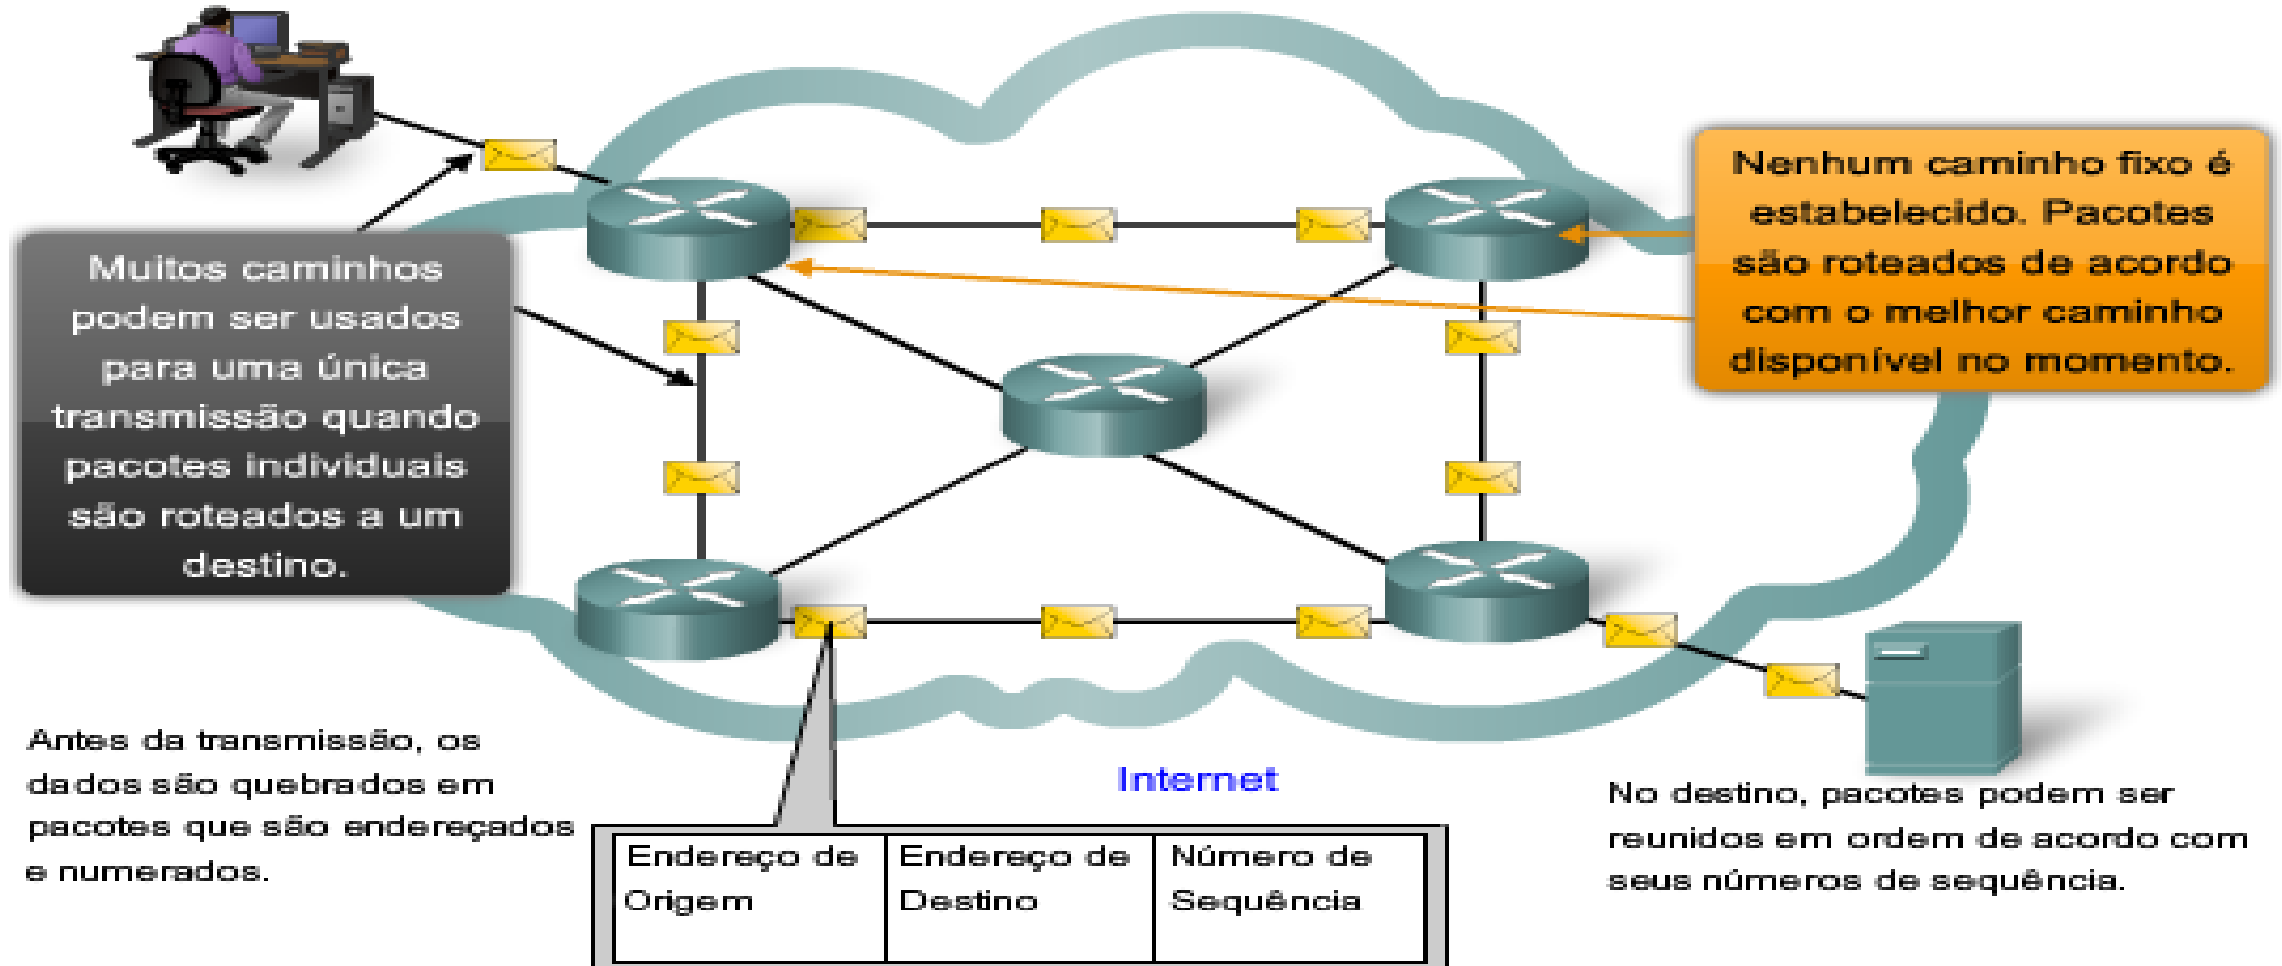 Muitos caminhos
podem ser usados
para uma única
transmissão quando
pacotes individuais
são roteados a um
destino.
Nenhum caminho fixo é
estabelecido. Pacotes
são roteados de acordo
com o melhor caminho
disponível no momento.
Antes da transmissão, os
dados são quebrados em
pacotes que são endereçados
e numerados.
Internet
Endereço de
Origem
Endereço de
Destino
Número de
Sequência
No destino, pacotes podem ser
reunidos em ordem de acordo com
seus números de sequência.